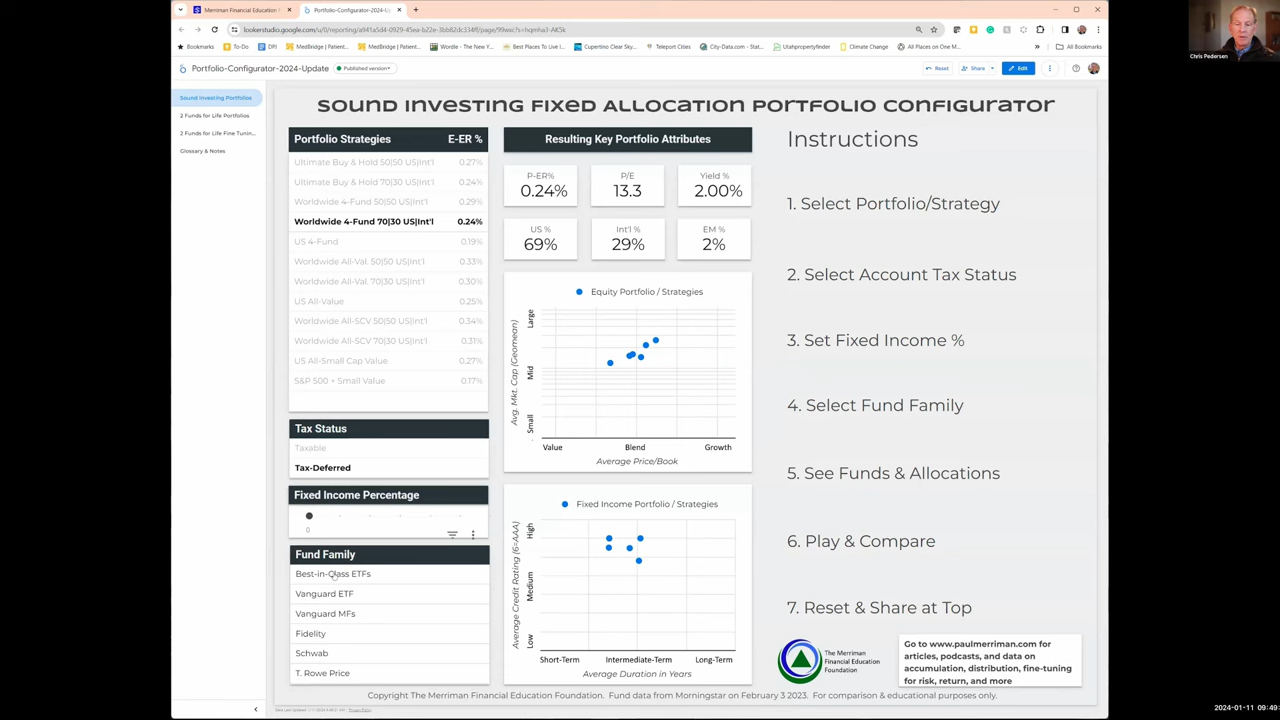 Merriman Financial Education F
Portfolio-Configurator-2024-Up
lookerstudio.google.com/u/0/reporting/a941a5d4-0929-45ea-b22e-3bb82dc334ff/page/99wsc?s=hqmha3-AK5k
Bookmarks
To-Do
DPI
MedBridge | Patient...
MedBridge | Patient...
Wordle - The New Y...
Best Places To Live i...
Cupertino Clear Sky...
Teleport Cities
City-Data.com - Stat...
Utahpropertyfinder
Climate Change
All Places on One M...
All Bookmarks
Chris Pedersen
Portfolio-Configurator-2024-Update
Published version
Reset
Share
Edit
Sound Investing Portfolios
2 Funds for Life Portfolios
2 Funds for Life Fine Tunin...
Glossary & Notes
Sound Investing Fixed Allocation Portfolio Configurator
Portfolio Strategies E-ER %
Ultimate Buy & Hold 50|50 US|Int'l 0.27%
Ultimate Buy & Hold 70|30 US|Int'l 0.24%
Worldwide 4-Fund 50|50 US|Int'l 0.29%
Worldwide 4-Fund 70|30 US|Int'l 0.24%
US 4-Fund 0.19%
Worldwide All-Val. 50|50 US|Int'l 0.33%
Worldwide All-Val. 70|30 US|Int'l 0.30%
US All-Value 0.25%
Worldwide All-SCV 50|50 US|Int'l 0.34%
Worldwide All-SCV 70|30 US|Int'l 0.31%
US All-Small Cap Value 0.27%
S&P 500 + Small Value 0.17%
Tax Status
Taxable
Tax-Deferred
Fixed Income Percentage
0
Fund Family
Best-in-Class ETFs
Vanguard ETF
Vanguard MFs
Fidelity
Schwab
T. Rowe Price
Resulting Key Portfolio Attributes
P-ER% P/E Yield %
0.24% 13.3 2.00%
US % Int'l % EM %
69% 29% 2%
Equity Portfolio / Strategies
Avg. Mkt. Cap (Geomean)
Large
Mid
Small
Value Blend Growth
Average Price/Book
Fixed Income Portfolio / Strategies
Average Credit Rating (6=AAA)
High
Medium
Low
Short-Term Intermediate-Term Long-Term
Average Duration in Years
Instructions
1. Select Portfolio/Strategy
2. Select Account Tax Status
3. Set Fixed Income %
4. Select Fund Family
5. See Funds & Allocations
6. Play & Compare
7. Reset & Share at Top
The Merriman
Financial Education
Foundation
Go to www.paulmerriman.com for
articles, podcasts, and data on
accumulation, distribution, fine-tuning
for risk, return, and more
Copyright The Merriman Financial Education Foundation. Fund data from Morningstar on February 3 2023. For comparison & educational purposes only.
Privacy Policy
2024-01-11 09:49: